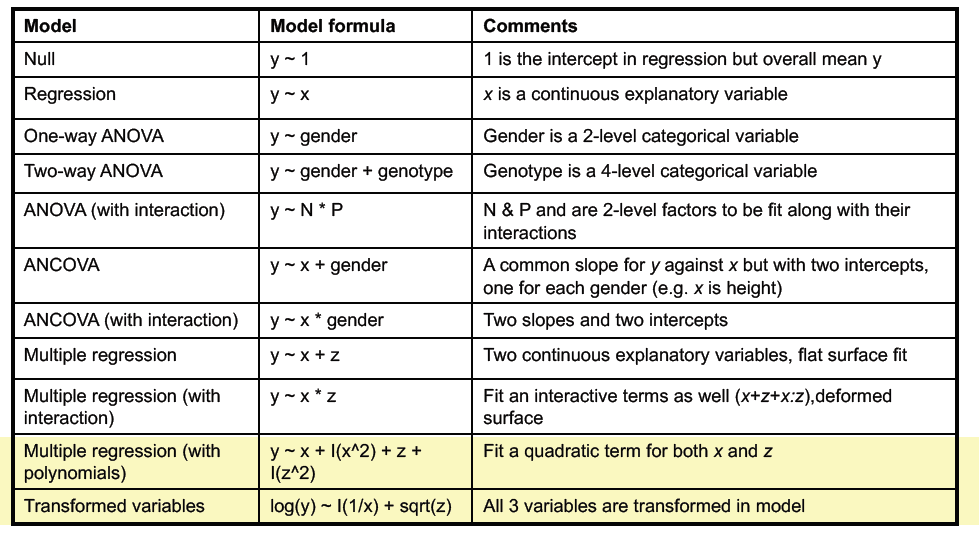 Model Model formula Comments
Null y ~ 1 1 is the intercept in regression but overall mean y
Regression y ~ x x is a continuous explanatory variable
One-way ANOVA y ~ gender Gender is a 2-level categorical variable
Two-way ANOVA y ~ gender + genotype Genotype is a 4-level categorical variable
ANOVA (with interaction) y ~ N * P N & P and are 2-level factors to be fit along with their
interactions
ANCOVA y ~ x + gender A common slope for y against x but with two intercepts,
one for each gender (e.g. x is height)
ANCOVA (with interaction) y ~ x * gender Two slopes and two intercepts
Multiple regression y ~ x + z Two continuous explanatory variables, flat surface fit
Multiple regression (with y ~ x * z Fit an interactive terms as well (x+z+x:z),deformed
interaction) surface
Multiple regression (with y ~ x + I(x^2) + z + Fit a quadratic term for both x and z
polynomials) I(z^2)
Transformed variables log(y) ~ I(1/x) + sqrt(z) All 3 variables are transformed in model